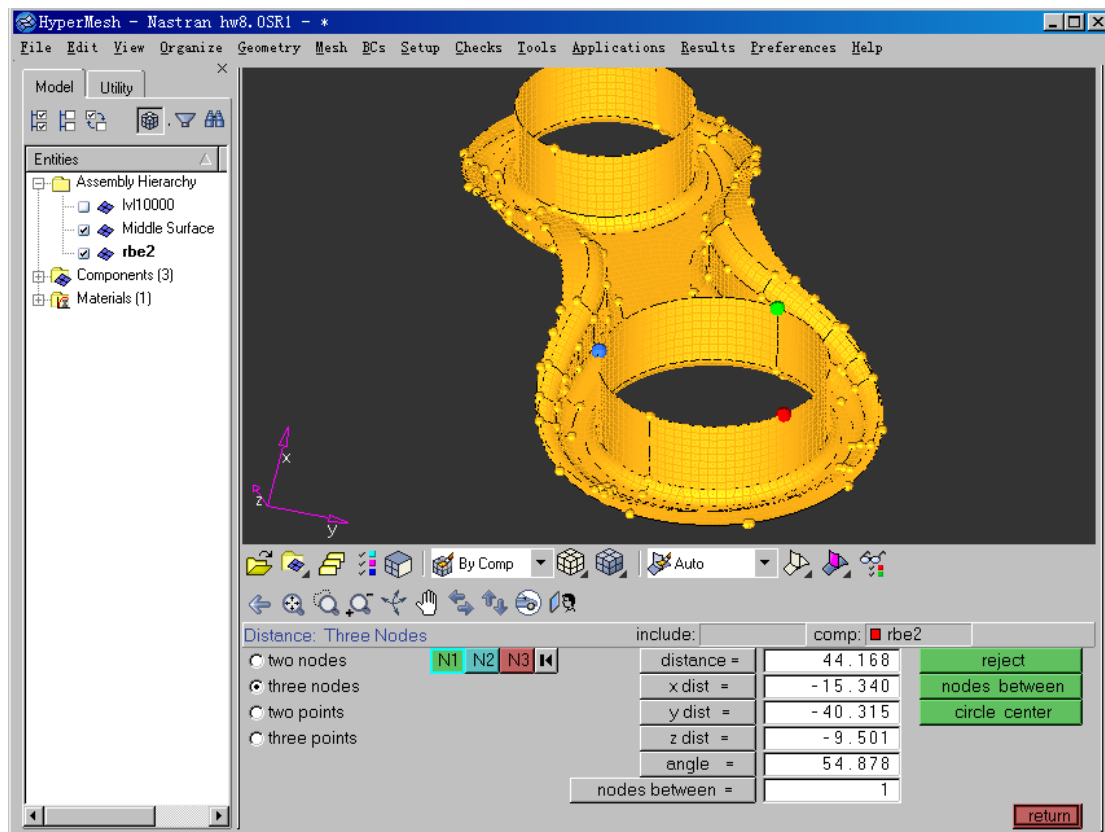 HyperMesh - Nastran hw8.OSR1 - *
File Edit View Organize Geometry Mesh BCs Setup Checks Tools Applications Results Preferences Help
Model Utility
Entities
Assembly Hierarchy
lvl10000
Middle Surface
rbe2
Components (3)
Materials (1)
x
z
y
By Comp
Auto
Distance: Three Nodes include: comp: rbe2
two nodes N1 N2 N3 distance = 44.168 reject
three nodes x dist = -15.340 nodes between
two points y dist = -40.315 circle center
three points z dist = -9.501
angle = 54.878
nodes between = 1
return